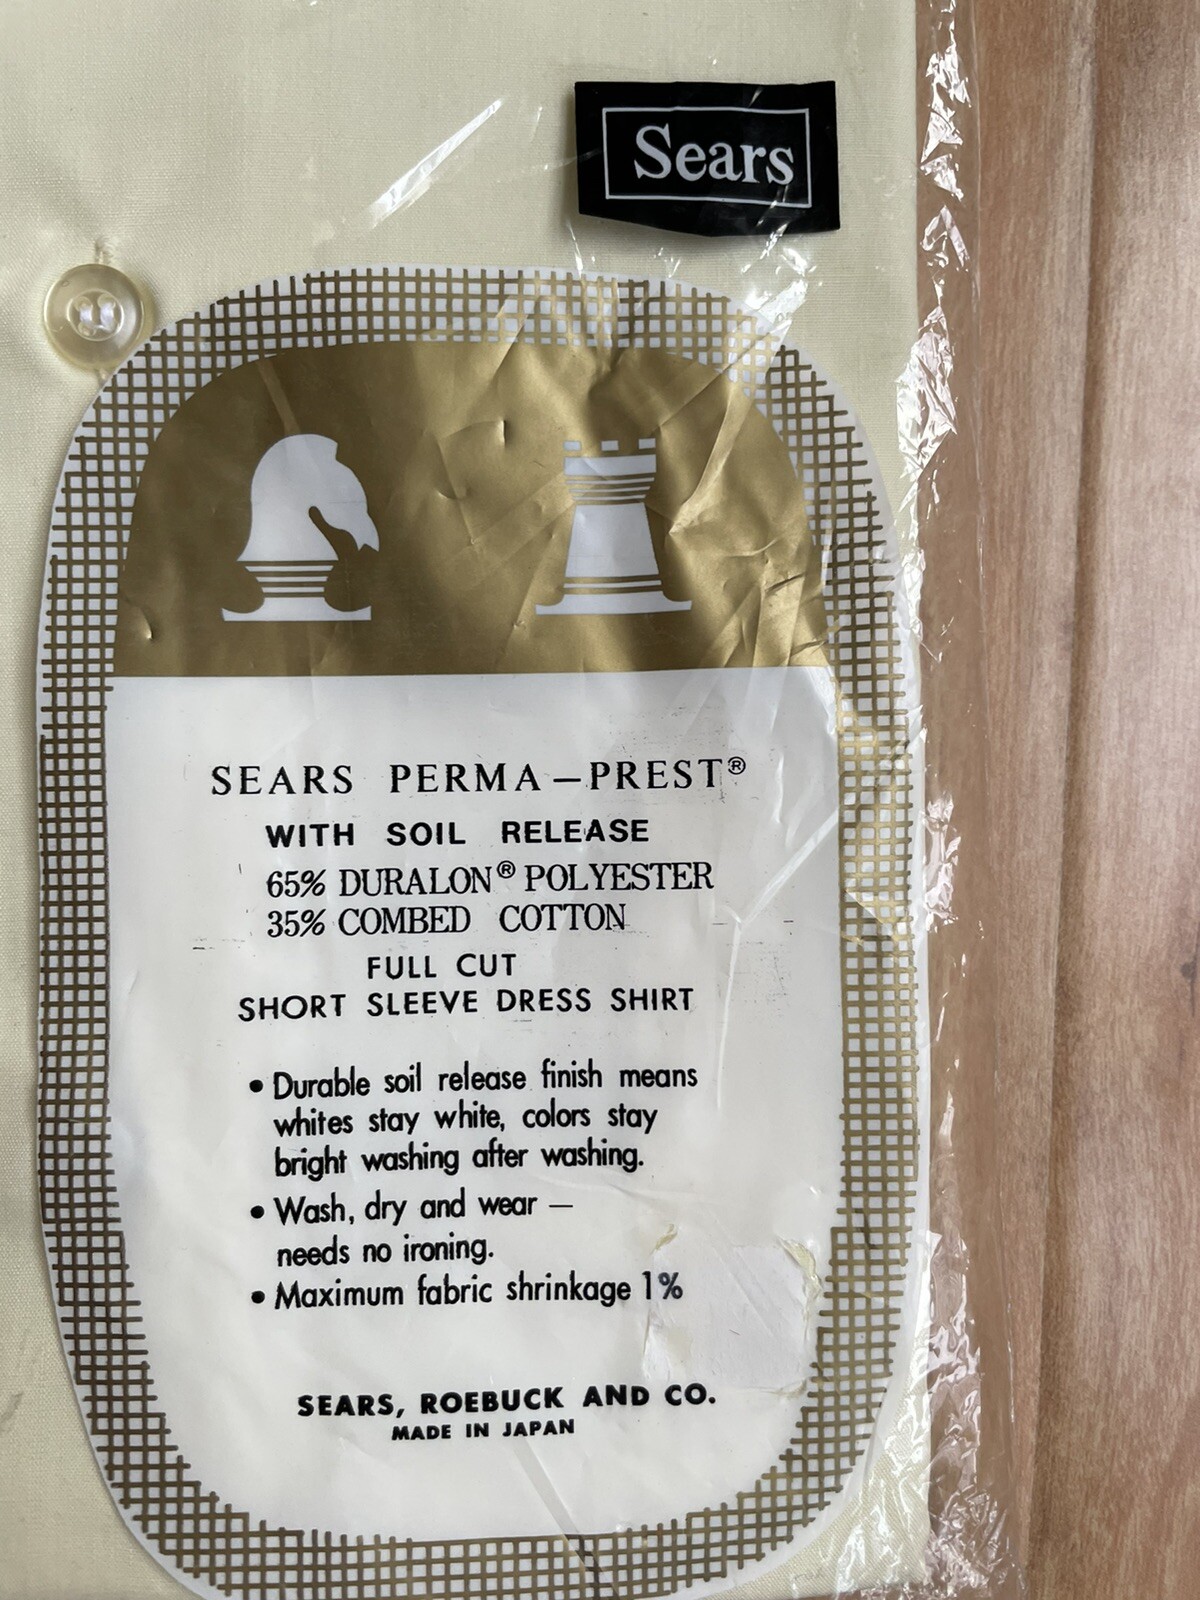 Sears
SEARS PERMA–PREST®
WITH SOIL RELEASE
65% DURALON® POLYESTER
35% COMBED COTTON
FULL CUT
SHORT SLEEVE DRESS SHIRT
• Durable soil release finish means
whites stay white, colors stay
bright washing after washing.
• Wash, dry and wear –
needs no ironing.
• Maximum fabric shrinkage 1%
SEARS, ROEBUCK AND CO.
MADE IN JAPAN